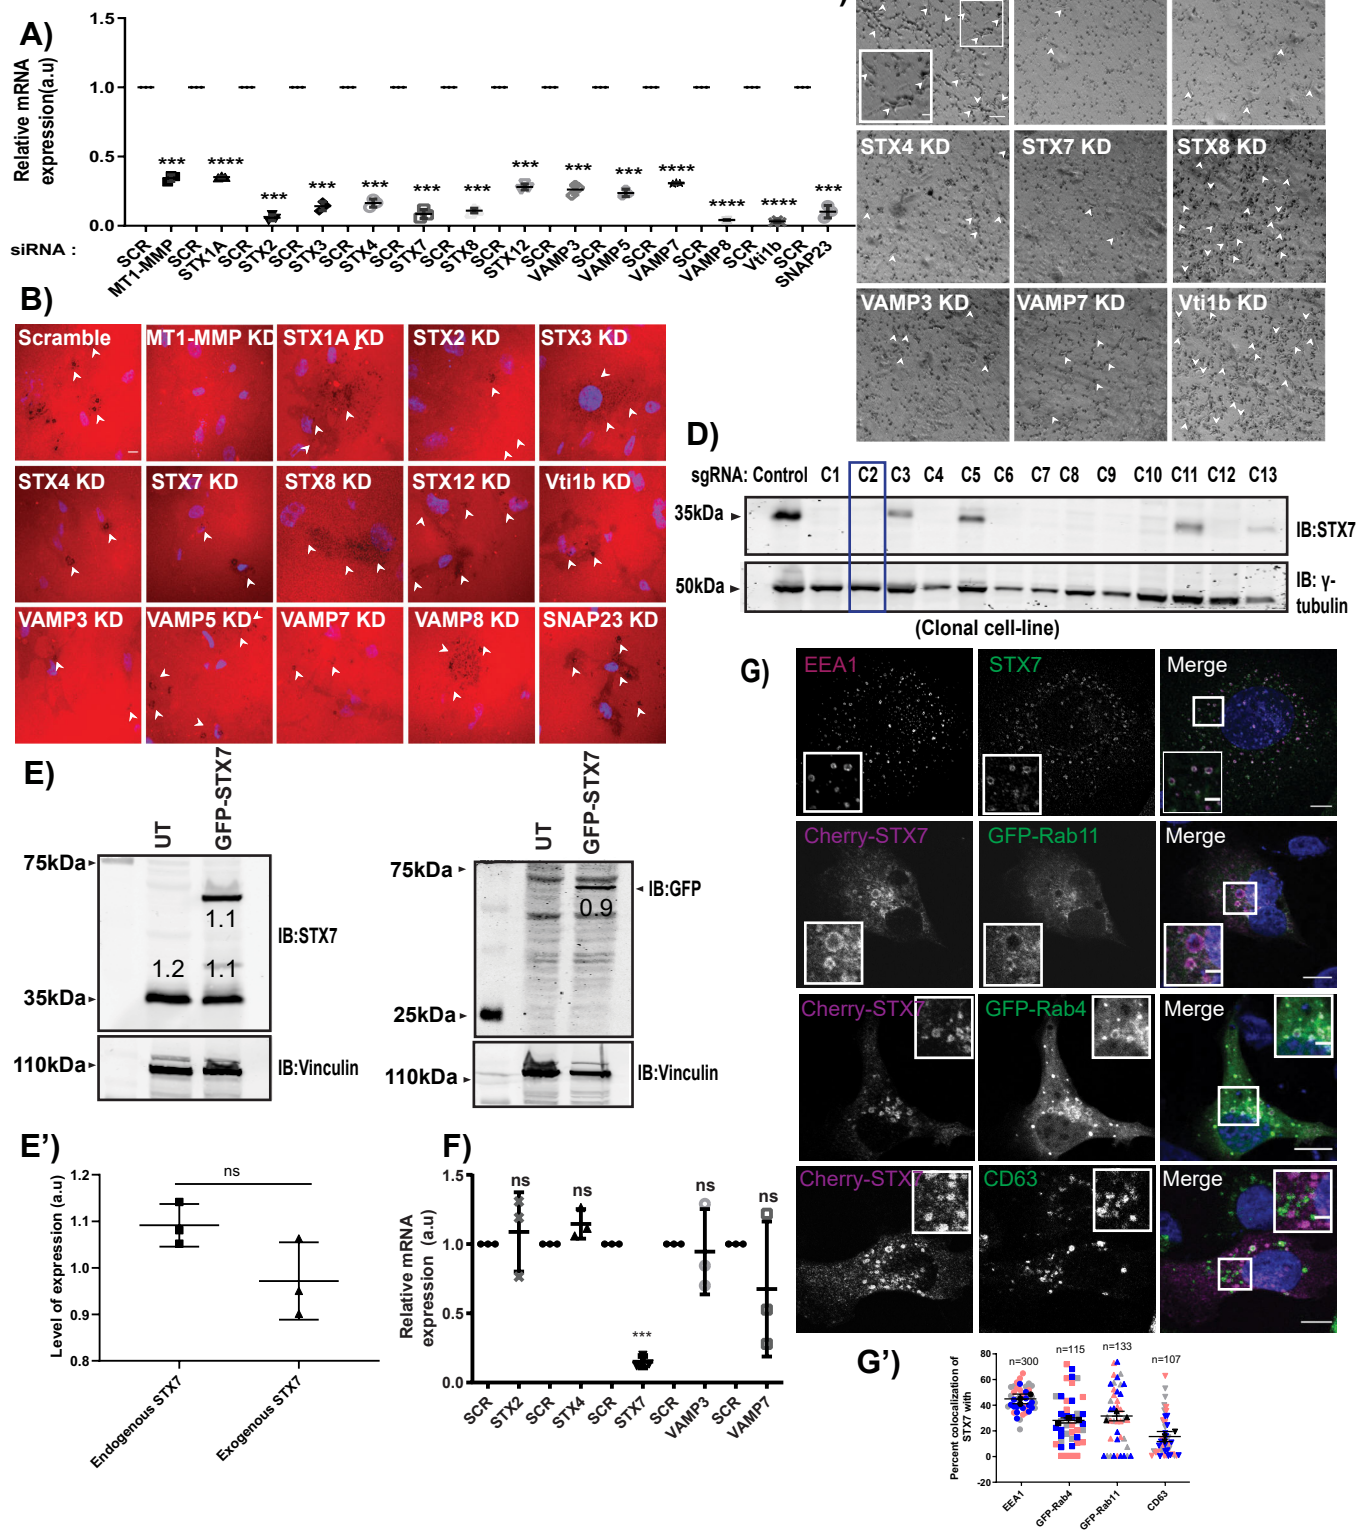 A)
1.5
1.0
0.5
0.0
Relative mRNA
expression(a.u)
*** **** *** *** *** *** *** *** *** *** **** **** **** ***
siRNA :
SCR MT1-MMP SCR STX1A SCR STX2 SCR STX3 SCR STX4 SCR STX7 SCR STX8 SCR STX12 SCR VAMP3 SCR VAMP5 SCR VAMP7 SCR VAMP8 SCR Vti1b SCR SNAP23
B)
Scramble MT1-MMP KD STX1A KD STX2 KD STX3 KD
STX4 KD STX7 KD STX8 KD STX12 KD Vti1b KD
VAMP3 KD VAMP5 KD VAMP7 KD VAMP8 KD SNAP23 KD
STX4 KD STX7 KD STX8 KD
VAMP3 KD VAMP7 KD Vti1b KD
D)
sgRNA: Control C1 C2 C3 C4 C5 C6 C7 C8 C9 C10 C11 C12 C13
35kDa
IB:STX7
50kDa
IB: γ-
tubulin
(Clonal cell-line)
E)
UT GFP-STX7
75kDa
1.1
1.2 1.1
35kDa
IB:STX7
110kDa
IB:Vinculin
UT GFP-STX7
75kDa
IB:GFP
0.9
25kDa
110kDa
IB:Vinculin
E')
ns
1.2
1.1
1.0
0.9
0.8
Level of expression (a.u)
Endogenous STX7 Exogenous STX7
F)
1.5
1.0
0.5
0.0
Relative mRNA
expression (a.u)
ns ns *** ns ns
SCR STX2 SCR STX4 SCR STX7 SCR VAMP3 SCR VAMP7
G)
EEA1 STX7 Merge
Cherry-STX7 GFP-Rab11 Merge
Cherry-STX7 GFP-Rab4 Merge
Cherry-STX7 CD63 Merge
G')
80
60
40
20
0
-20
Percent colocalization of
STX7 with
n=300 n=115 n=133 n=107
EEA1 GFP-Rab4 GFP-Rab11 CD63